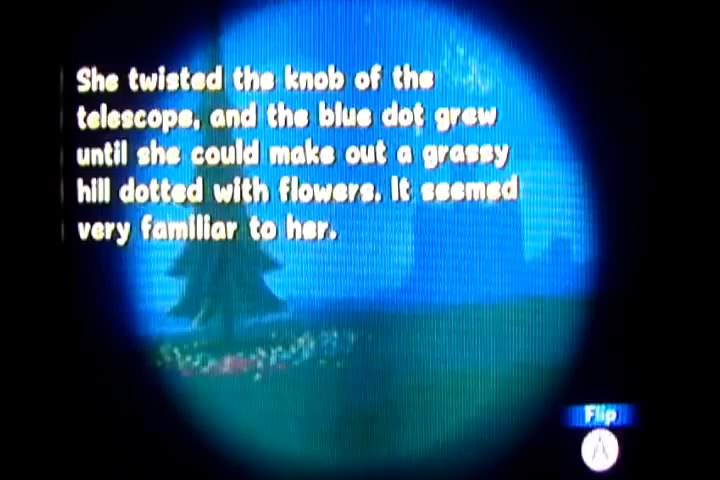 She twisted the knob of the
telescope, and the blue dot grew
until she could make out a grassy
hill dotted with flowers. It seemed
very familiar to her.
Flip
A